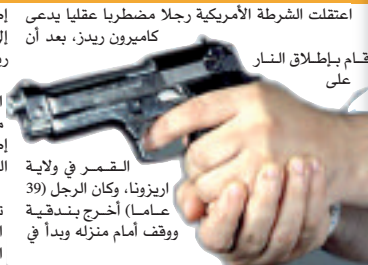 اعتقلت الشرطة الأمريكية رجلا مضطربا عقليا يدعى
كاميرون ريدز، بعد أن
قام بإطلاق النار
على
القمر في ولاية
اريزونا، وكان الرجل (39
عاما) أخرج بندقية
ووقف أمام منزله وبدأ في